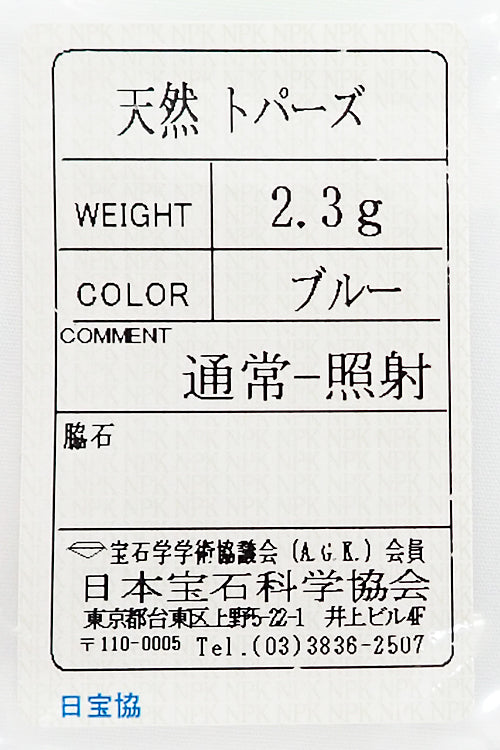 天然 トパーズ
WEIGHT 2.3g
COLOR ブルー
COMMENT
通常-照射
脇石
宝石学学術協議会 (A.G.K.) 会員
日本宝石科学協会
東京都台東区上野5-22-1 井上ビル4F
〒110-0005 Tel.(03)3836-2507
日宝協